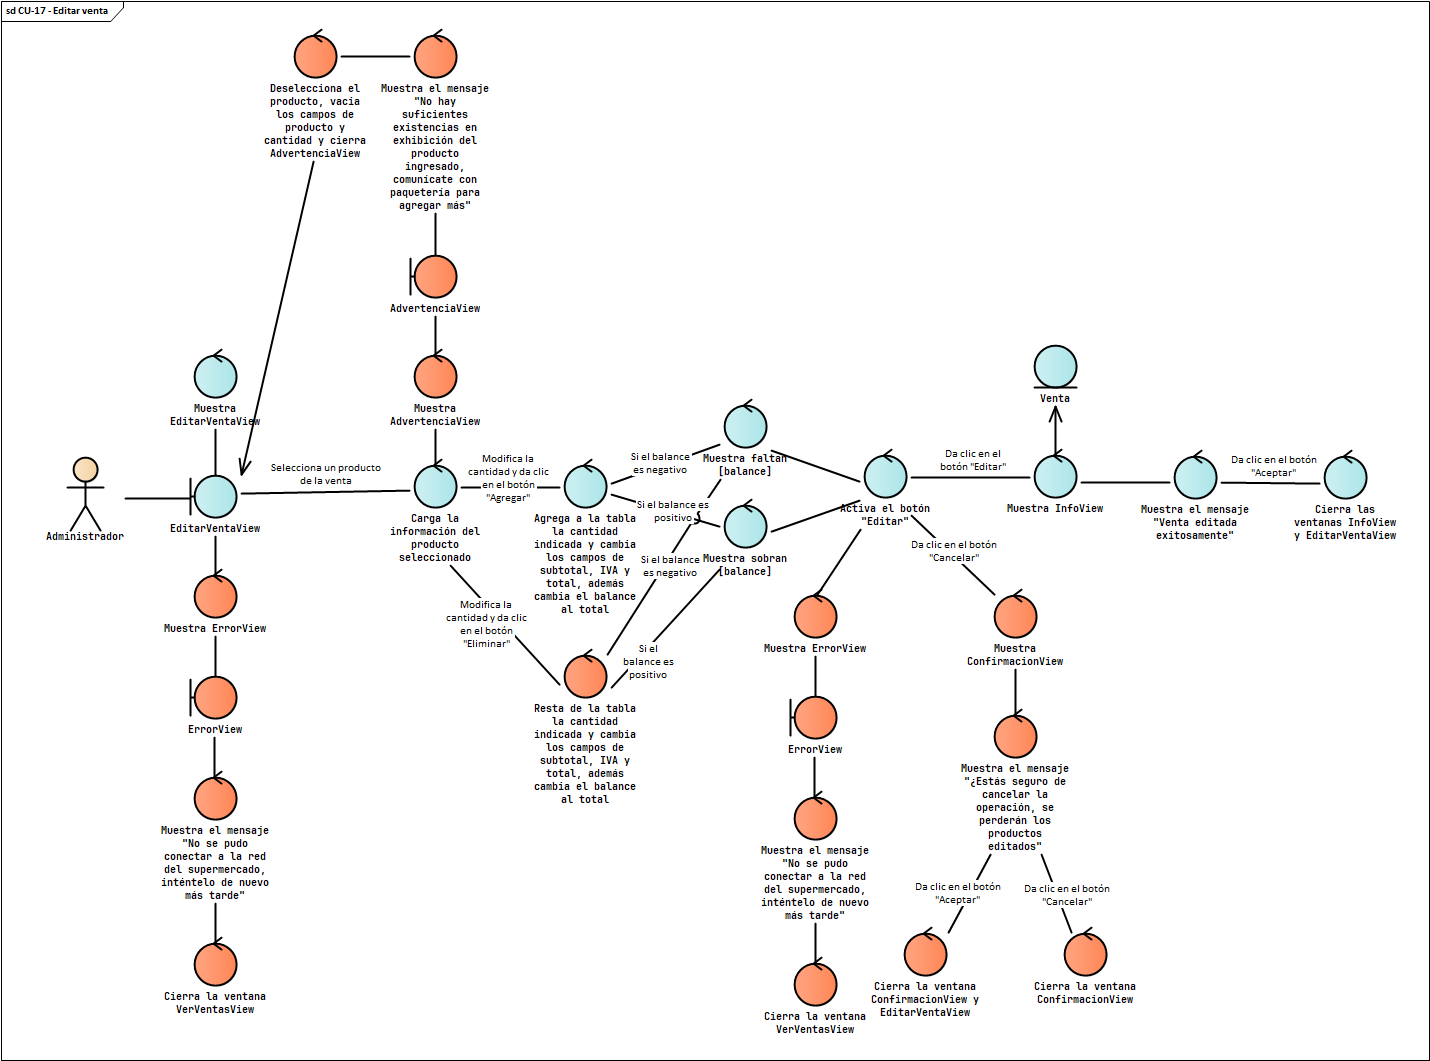 sd CU-17 - Editar venta
Deselecciona el
producto, vacia
los campos de
producto y
cantidad y cierra
AdvertenciaView
Muestra el mensaje
"No hay
suficientes
existencias en
exhibición del
producto
ingresado,
comunícate con
paquetería para
agregar más"
AdvertenciaView
Muestra
AdvertenciaView
Muestra
EditarVentaView
Administrador
EditarVentaView
Selecciona un producto
de la venta
Carga la
información del
producto
seleccionado
Modifica la
cantidad y da clic
en el botón
"Agregar"
Agrega a la tabla
la cantidad
indicada y cambia
los campos de
subtotal, IVA y
total, además
cambia el balance
al total
Modifica la
cantidad y da clic
en el botón
"Eliminar"
Resta de la tabla
la cantidad
indicada y cambia
los campos de
subtotal, IVA y
total, además
cambia el balance
al total
Si el balance
es negativo
Si el balance es
positivo
Si el balance
es negativo
Si el
balance es
positivo
Muestra faltan
[balance]
Muestra sobran
[balance]
Activa el botón
"Editar"
Da clic en el
botón "Editar"
Venta
Muestra InfoView
Muestra el mensaje
"Venta editada
exitosamente"
Da clic en el botón
"Aceptar"
Cierra las
ventanas InfoView
y EditarVentaView
Da clic en el botón
"Cancelar"
Muestra
ConfirmacionView
Muestra el mensaje
"¿Estás seguro de
cancelar la
operación, se
perderán los
productos
editados"
Da clic en el botón
"Aceptar"
Da clic en el botón
"Cancelar"
Cierra la ventana
ConfirmacionView y
EditarVentaView
Cierra la ventana
ConfirmacionView
Muestra ErrorView
ErrorView
Muestra el mensaje
"No se pudo
conectar a la red
del supermercado,
inténtelo de nuevo
más tarde"
Cierra la ventana
VerVentasView
Muestra ErrorView
ErrorView
Muestra el mensaje
"No se pudo
conectar a la red
del supermercado,
inténtelo de nuevo
más tarde"
Cierra la ventana
VerVentasView